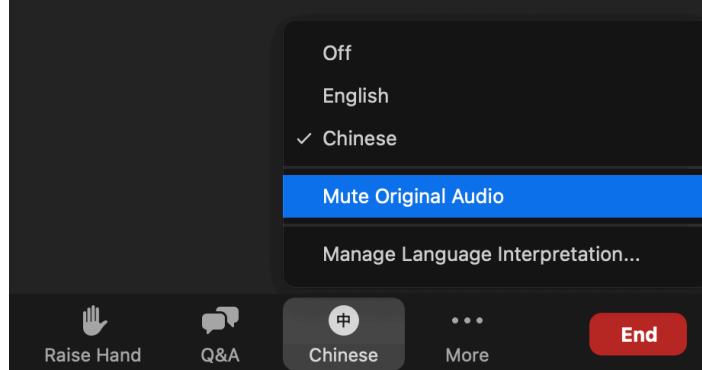 Off
English
✓ Chinese
Mute Original Audio
Manage Language Interpretation...
中
Raise Hand
Q&A
Chinese
More
End